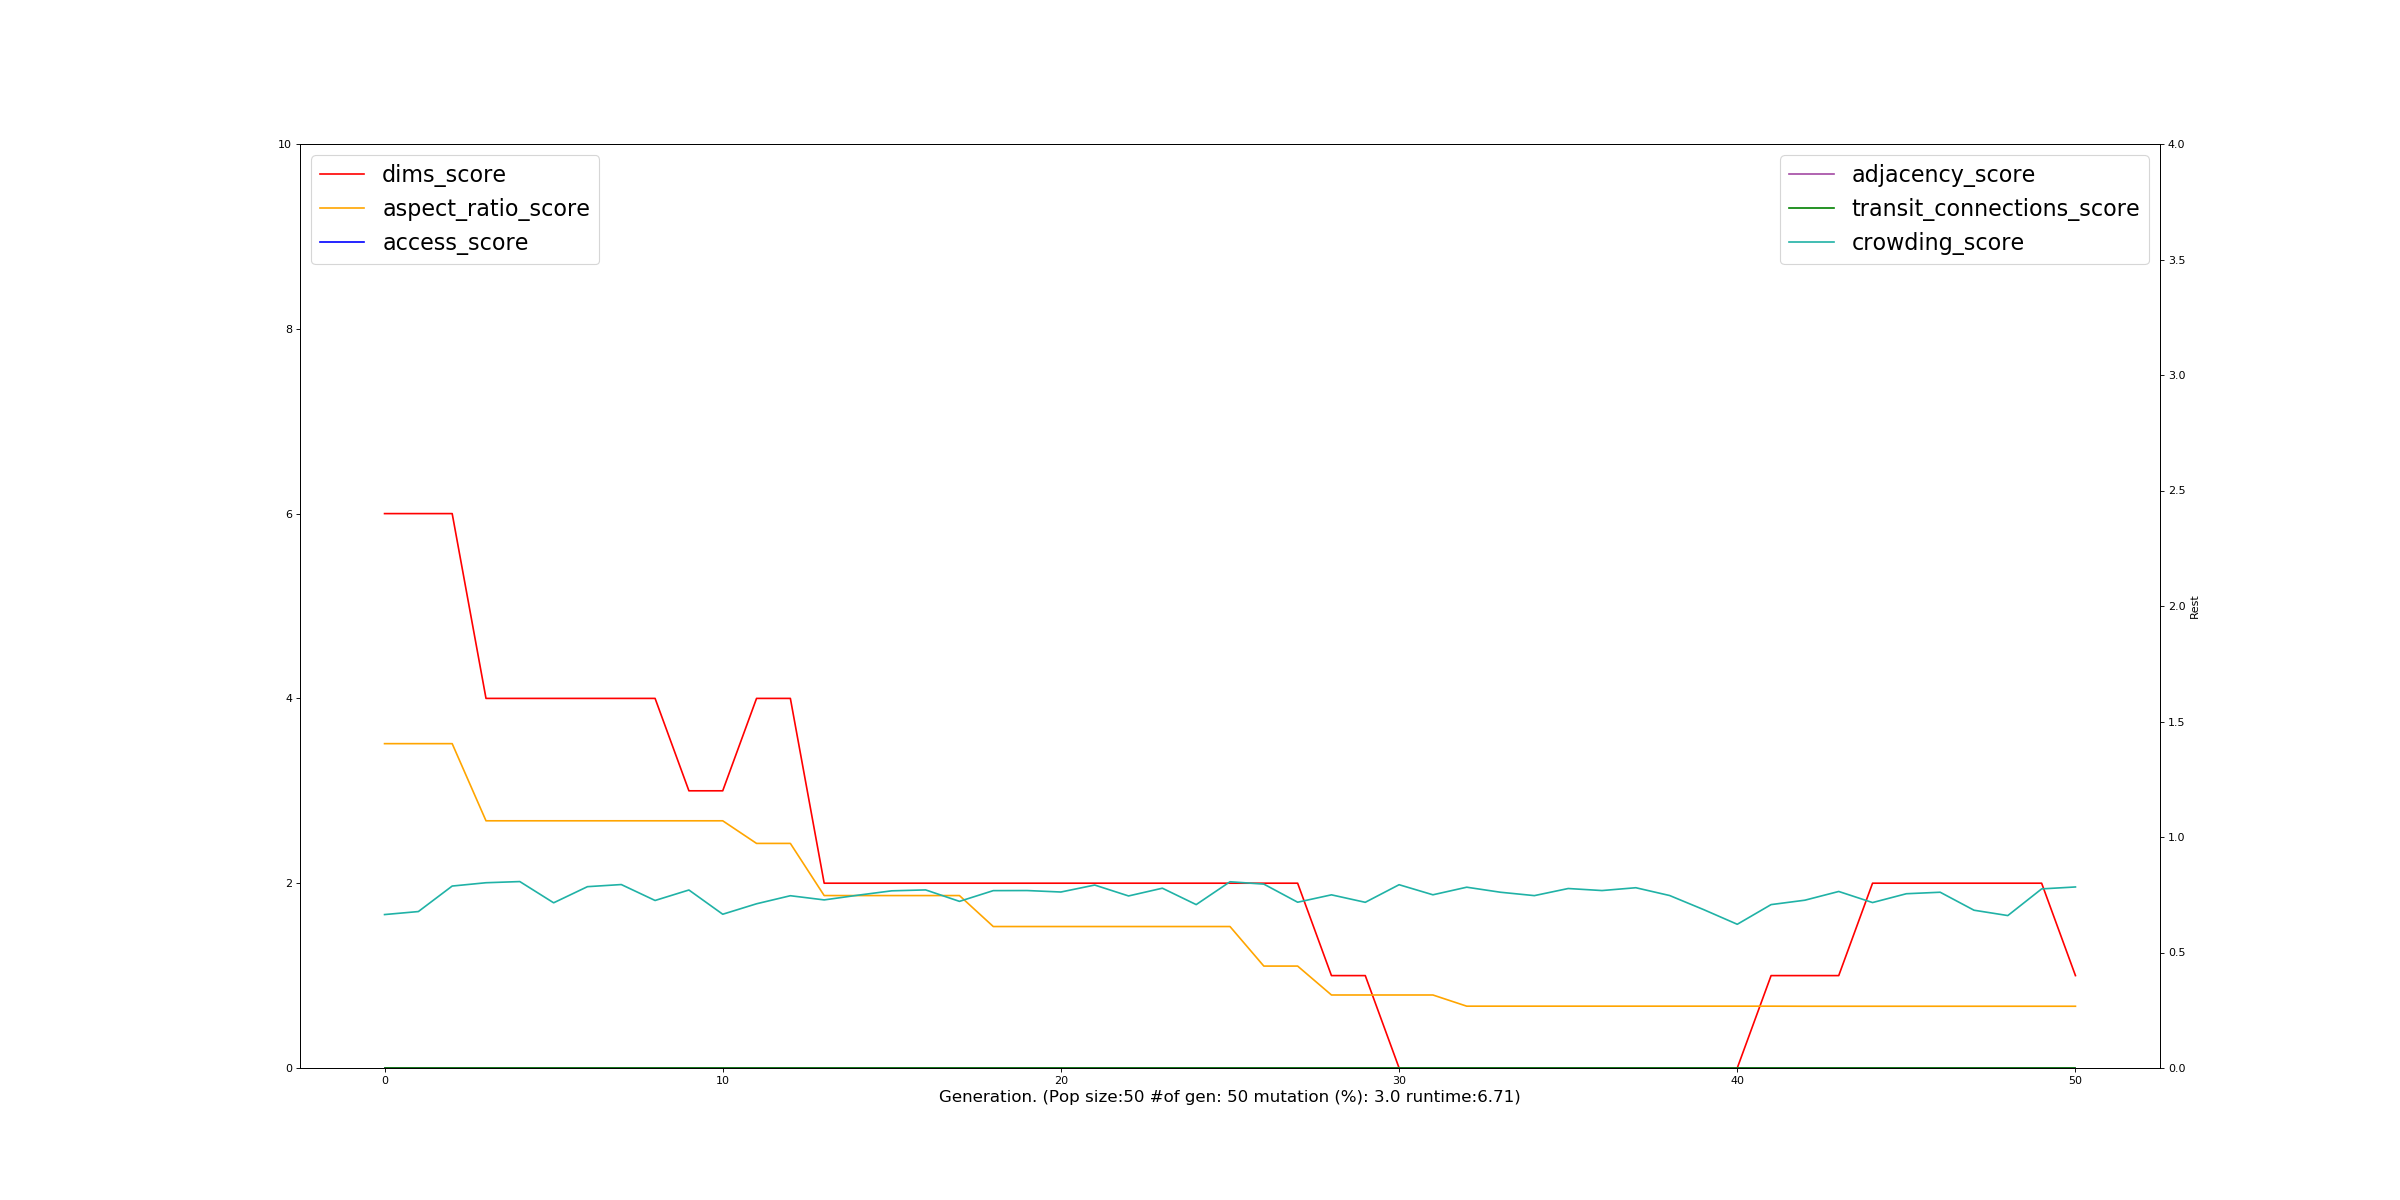 dims_score
aspect_ratio_score
access_score
adjacency_score
transit_connections_score
crowding_score
10
8
6
4
2
0
4.0
3.5
3.0
2.5
2.0
1.5
1.0
0.5
0.0
Rest
0 10 20 30 40 50
Generation. (Pop size:50 #of gen: 50 mutation (%): 3.0 runtime:6.71)